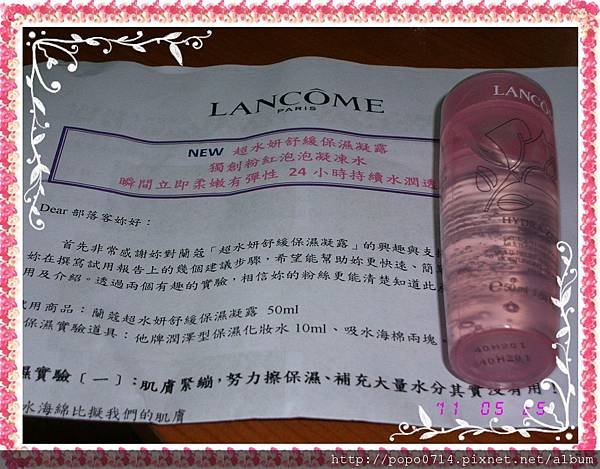 LANCÔME
PARIS
NEW 超水妍舒緩保濕凝露
獨創粉紅泡泡凝凍水
瞬間立即柔嫩有彈性 24 小時持續水潤透
Dear 部落客妳好：
首先非常感謝妳對蘭蔻「超水妍舒緩保濕凝露」的興趣與支
妳在撰寫試用報告上的幾個建議步驟，希望能幫助妳更快速、簡
用及介紹。透過兩個有趣的實驗，相信妳的粉絲更能清楚知道此
試用商品：蘭蔻超水妍舒緩保濕凝露 50ml
保濕實驗道具：他牌潤澤型保濕化妝水 10ml、吸水海棉兩塊、
濕實驗〔一〕：肌膚緊繃，努力擦保濕、補充大量水分其實沒有用！
水海綿比擬我們的肌膚
LANCÔ
HYDRA
50ml
40H201
40H201
11 05 25
http://popo0714.pixnet.net/album